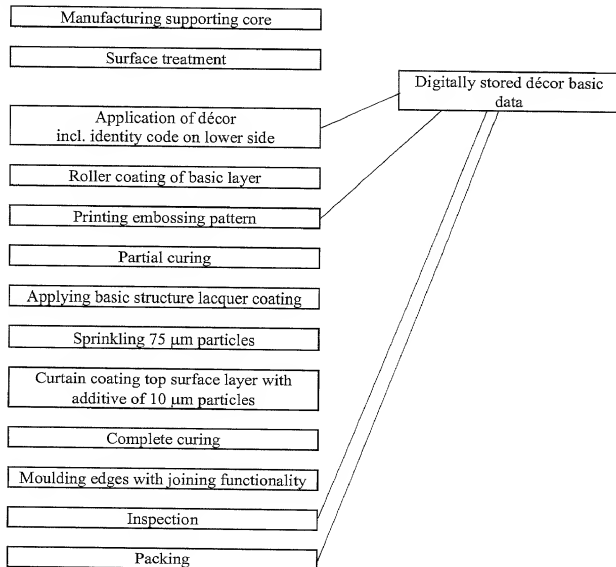 Manufacturing supporting core
Surface treatment
Digitally stored décor basic
data
Application of décor
incl. identity code on lower side
Roller coating of basic layer
Printing embossing pattern
Partial curing
Applying basic structure lacquer coating
Sprinkling 75 μm particles
Curtain coating top surface layer with
additive of 10 μm particles
Complete curing
Moulding edges with joining functionality
Inspection
Packing